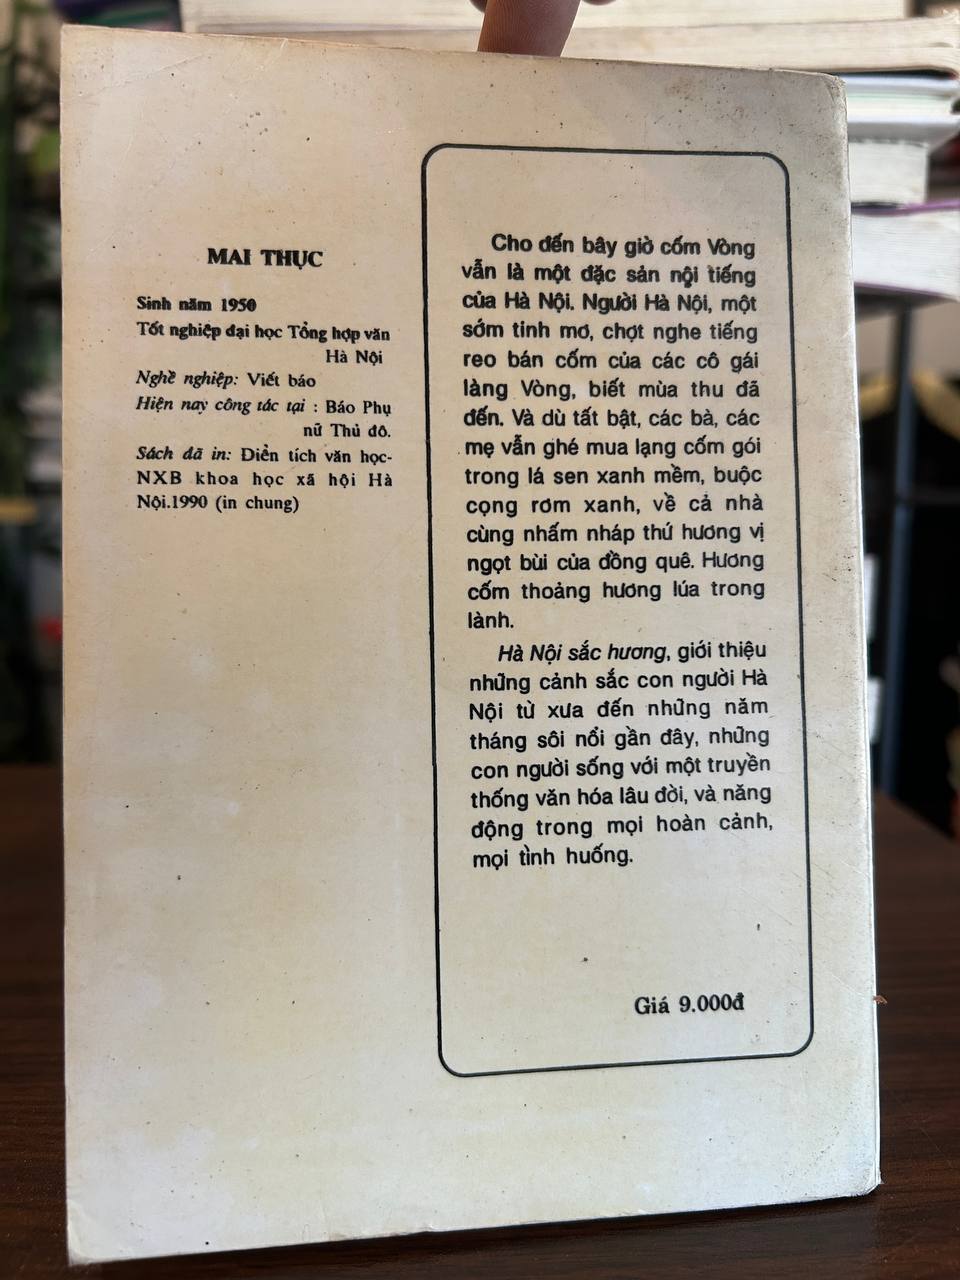 MAI THỤC
Sinh năm 1950
Tốt nghiệp đại học Tổng hợp văn
Hà Nội
Nghề nghiệp: Viết báo
Hiện nay công tác tại : Báo Phụ
nữ Thủ đô.
Sách đã in: Điển tích văn học-
NXB khoa học xã hội Hà
Nội.1990 (in chung)
Cho đến bây giờ cốm Vòng
vẫn là một đặc sản nội tiếng
của Hà Nội. Người Hà Nội, một
sớm tinh mơ, chợt nghe tiếng
reo bán cốm của các cô gái
làng Vòng, biết mùa thu đã
đến. Và dù tất bật, các bà, các
mẹ vẫn ghé mua lạng cốm gói
trong lá sen xanh mềm, buộc
cọng rơm xanh, về cả nhà
cùng nhấm nháp thứ hương vị
ngọt bùi của đồng quê. Hương
cốm thoảng hương lúa trong
lành.
Hà Nội sắc hương, giới thiệu
những cảnh sắc con người Hà
Nội từ xưa đến những năm
tháng sôi nổi gần đây, những
con người sống với một truyền
thống văn hóa lâu đời, và năng
động trong mọi hoàn cảnh,
mọi tình huống.
Giá 9.000đ